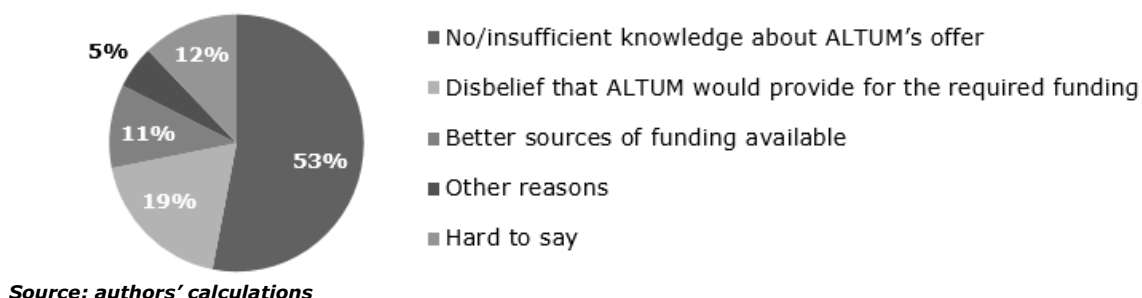 5%
12%
11%
53%
19%
No/insufficient knowledge about ALTUM’s offer
Disbelief that ALTUM would provide for the required funding
Better sources of funding available
Other reasons
Hard to say
Source: authors’ calculations